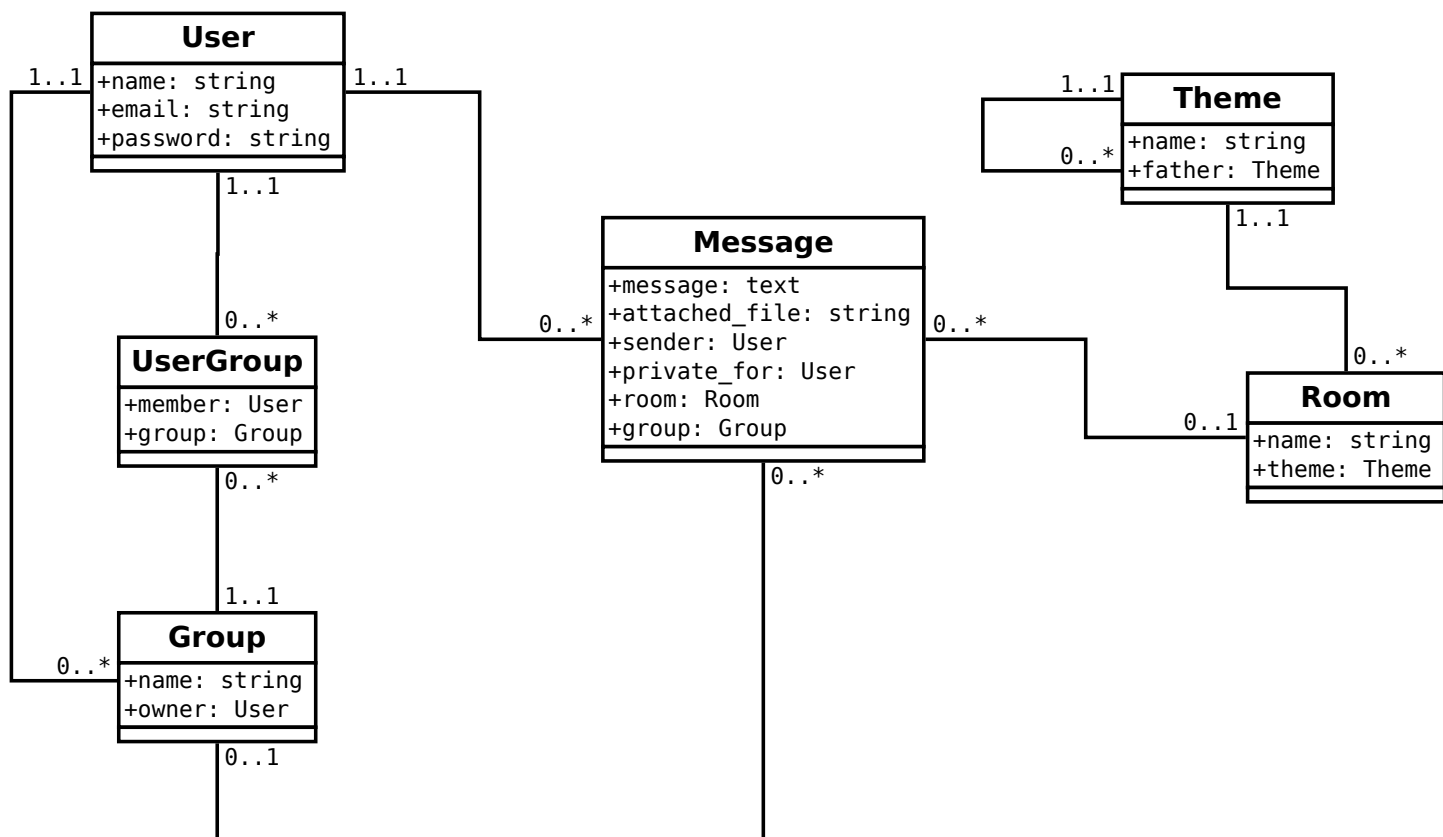 User
1..1
+name: string
+email: string
+password: string
1..1
1..1
0..*
UserGroup
+member: User
+group: Group
0..*
1..1
Group
0..*
+name: string
+owner: User
0..1
Message
+message: text
+attached_file: string
+sender: User
+private_for: User
+room: Room
+group: Group
0..*
0..*
0..*
Theme
1..1
+name: string
+father: Theme
0..*
1..1
0..*
Room
0..1
+name: string
+theme: Theme